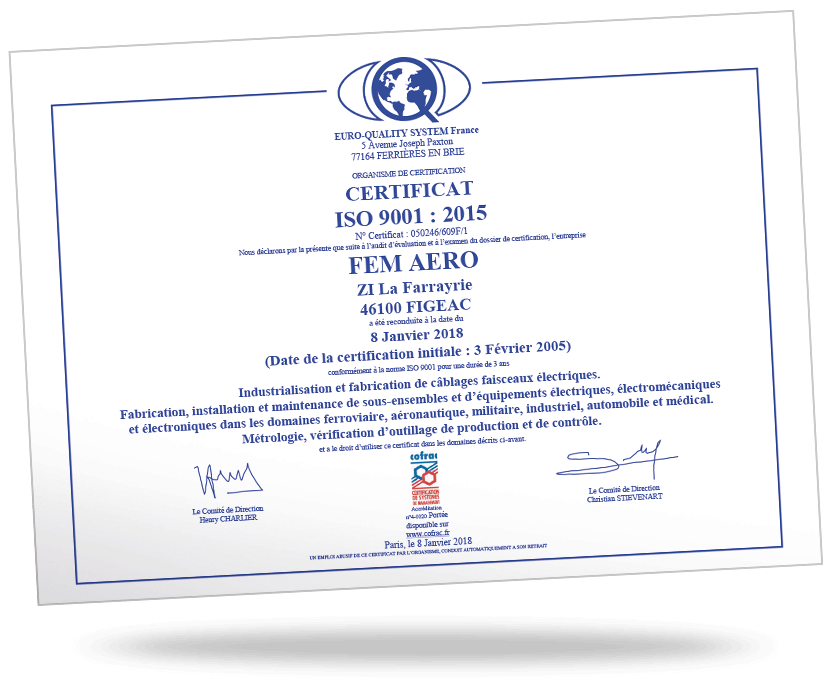 EURO-QUALITY SYSTEM France
5 Avenue Joseph Paxton
77164 FERRIÈRES EN BRIE
ORGANISME DE CERTIFICATION
CERTIFICAT
ISO 9001 : 2015
N° Certificat : 050246/609F/1
Nous déclarons par la présente que suite à l'audit d'évaluation et à l'examen du dossier de certification, l'entreprise
FEM AERO
ZI La Farrayrie
46100 FIGEAC
a été reconduite à la date du
8 Janvier 2018
(Date de la certification initiale : 3 Février 2005)
conformément à la norme ISO 9001 pour une durée de 3 ans
Industrialisation et fabrication de câblages faisceaux électriques.
Fabrication, installation et maintenance de sous-ensembles et d'équipements électriques, électromécaniques
et électroniques dans les domaines ferroviaire, aéronautique, militaire, industriel, automobile et médical.
Métrologie, vérification d'outillage de production et de contrôle.
et a le droit d'utiliser ce certificat dans les domaines décrits ci-avant.
Le Comité de Direction
Henry CHARLIER
cofrac
CERTIFICATION
DE SYSTEMES
DE MANAGEMENT
Accréditation
n°4-0020 Portée
disponible sur
www.cofrac.fr
Le Comité de Direction
Christian STIEVENART
Paris, le 8 Janvier 2018
UN EMPLOI ABUSIF DE CE CERTIFICAT PAR L'ORGANISME, CONDUIT AUTOMATIQUEMENT A SON RETRAIT